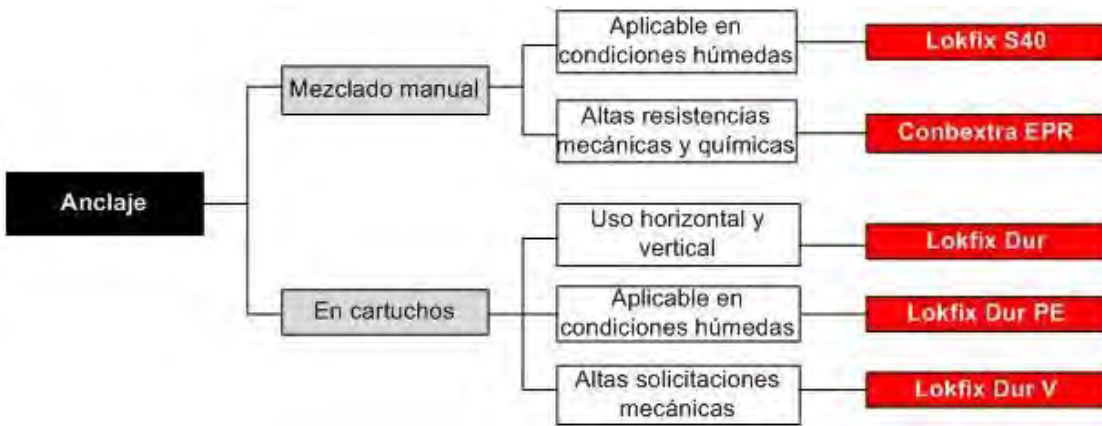 Anclaje
Mezclado manual
Aplicable en
condiciones húmedas
Lokfix S40
Altas resistencias
mecánicas y químicas
Conbextra EPR
En cartuchos
Uso horizontal y
vertical
Lokfix Dur
Aplicable en
condiciones húmedas
Lokfix Dur PE
Altas solicitaciones
mecánicas
Lokfix Dur V